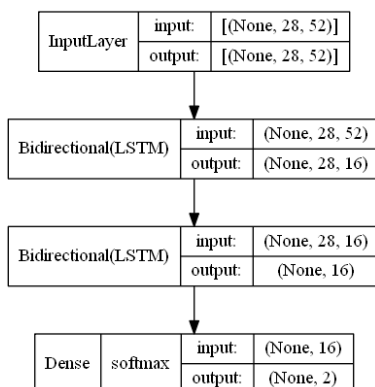 InputLayer
input: [(None, 28, 52)]
output: [(None, 28, 52)]
Bidirectional(LSTM)
input: (None, 28, 52)
output: (None, 28, 16)
Bidirectional(LSTM)
input: (None, 28, 16)
output: (None, 16)
Dense softmax
input: (None, 16)
output: (None, 2)